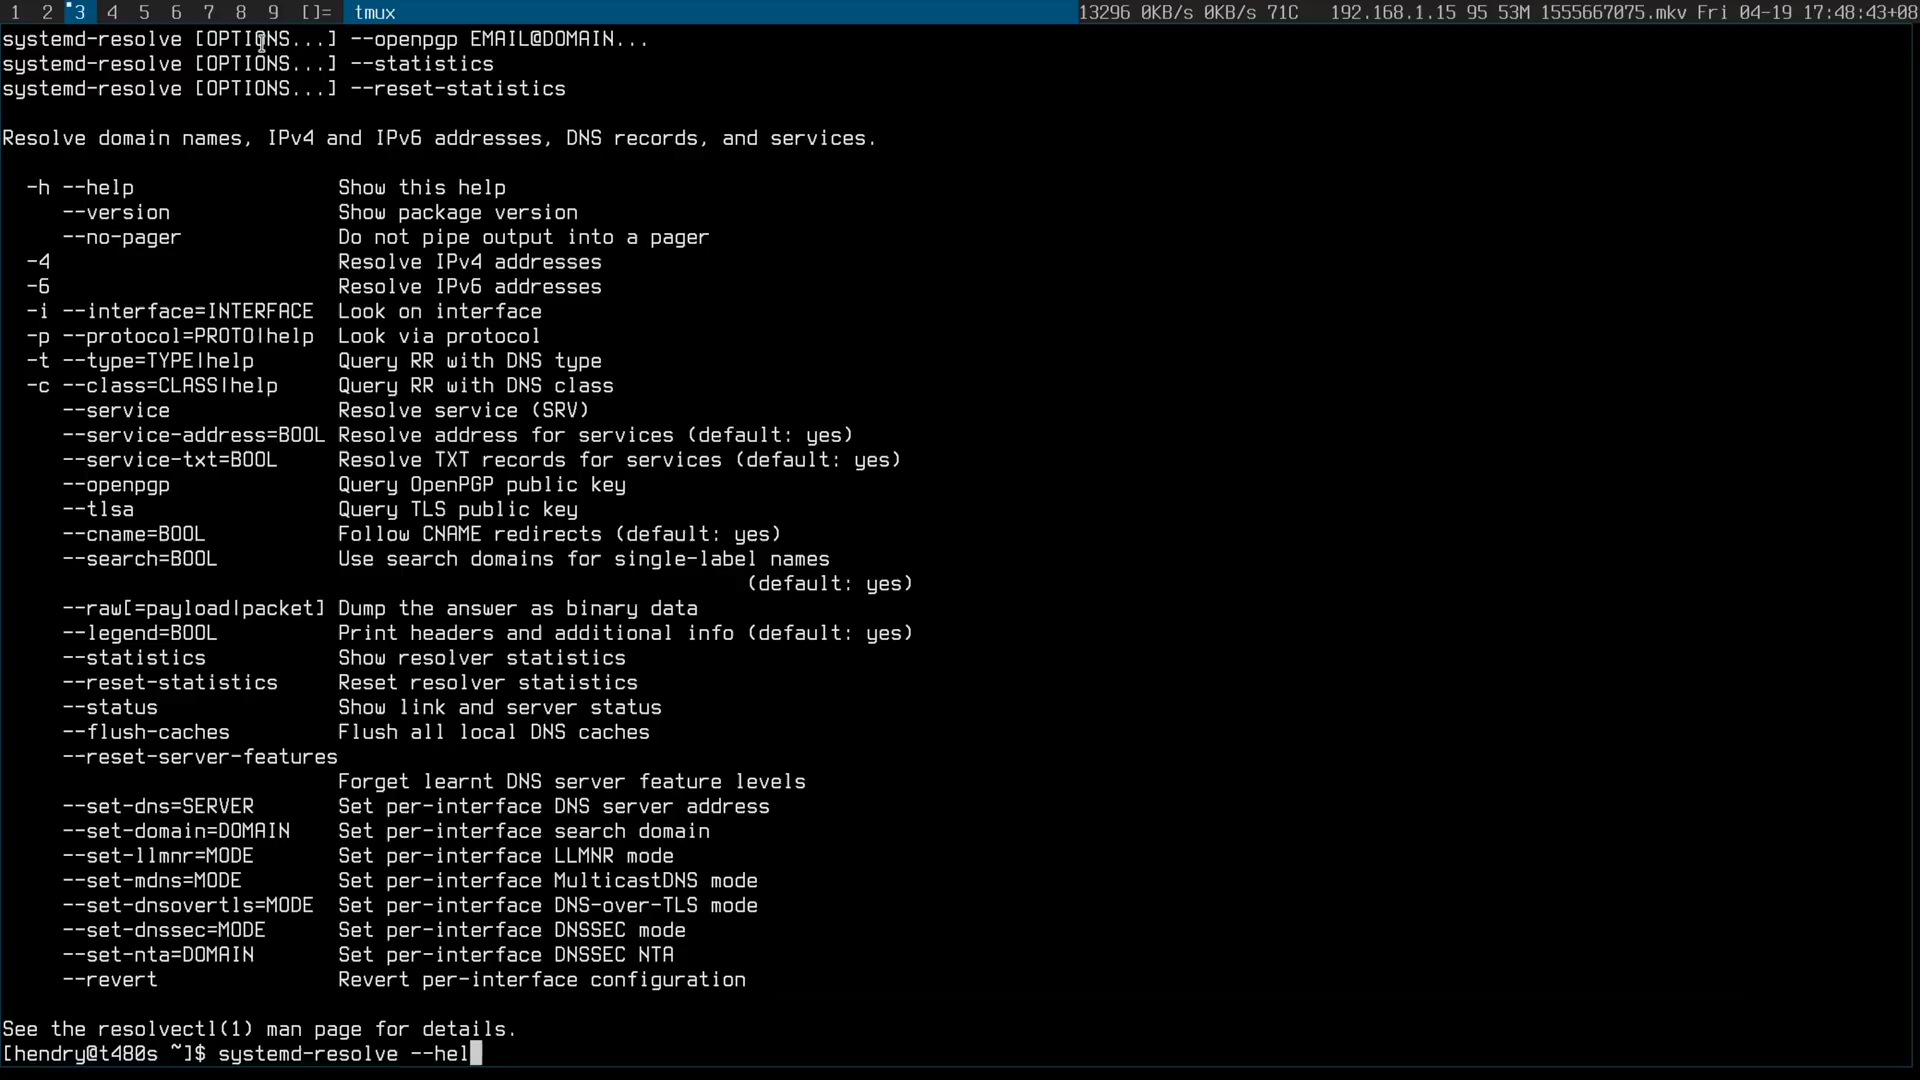 1 2 3 4 5 6 7 8 9 []= tmux 13296 0KB/s 0KB/s 71C 192.168.1.15 95 53M 1555667075.mkv Fri 04-19 17:48:43+08
systemd-resolve [OPTIONS...] --openpgp EMAIL@DOMAIN...
systemd-resolve [OPTIONS...] --statistics
systemd-resolve [OPTIONS...] --reset-statistics
Resolve domain names, IPv4 and IPv6 addresses, DNS records, and services.
-h --help Show this help
--version Show package version
--no-pager Do not pipe output into a pager
-4 Resolve IPv4 addresses
-6 Resolve IPv6 addresses
-i --interface=INTERFACE Look on interface
-p --protocol=PROTO|help Look via protocol
-t --type=TYPE|help Query RR with DNS type
-c --class=CLASS|help Query RR with DNS class
--service Resolve service (SRV)
--service-address=BOOL Resolve address for services (default: yes)
--service-txt=BOOL Resolve TXT records for services (default: yes)
--openpgp Query OpenPGP public key
--tlsa Query TLS public key
--cname=BOOL Follow CNAME redirects (default: yes)
--search=BOOL Use search domains for single-label names
(default: yes)
--raw[=payload|packet] Dump the answer as binary data
--legend=BOOL Print headers and additional info (default: yes)
--statistics Show resolver statistics
--reset-statistics Reset resolver statistics
--status Show link and server status
--flush-caches Flush all local DNS caches
--reset-server-features
Forget learnt DNS server feature levels
--set-dns=SERVER Set per-interface DNS server address
--set-domain=DOMAIN Set per-interface search domain
--set-llmnr=MODE Set per-interface LLMNR mode
--set-mdns=MODE Set per-interface MulticastDNS mode
--set-dnsovertls=MODE Set per-interface DNS-over-TLS mode
--set-dnssec=MODE Set per-interface DNSSEC mode
--set-nta=DOMAIN Set per-interface DNSSEC NTA
--revert Revert per-interface configuration
See the resolvectl(1) man page for details.
[hendry@t480s ~]$ systemd-resolve --hel